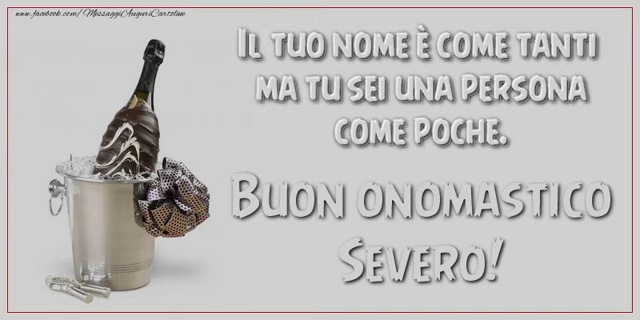 www.facebook.com/MessaggiAuguriCartoline
Il tuo nome è come tanti
ma tu sei una persona
come poche.
Buon onomastico
Severo!